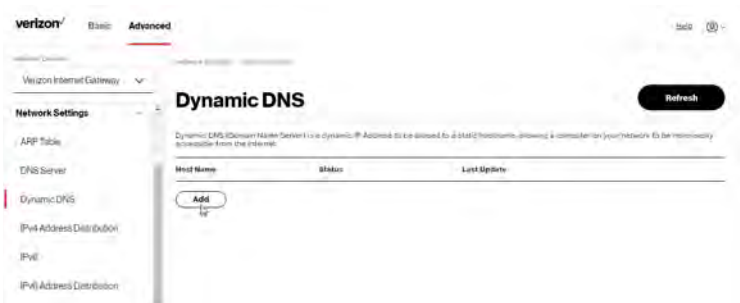 verizon✓ Basic Advanced Help
Verizon Internet Gateway
Network Settings
ARP Table
DNS Server
Dynamic DNS
IPv4 Address Distribution
IPv6
IPv6 Address Distribution
Dynamic DNS
Refresh
Dynamic DNS (Domain Name Server) is a dynamic IP Address to be aliased to a static hostname, allowing a computer on your network to be more easily
accessible from the internet.
Host Name Status Last Update
Add